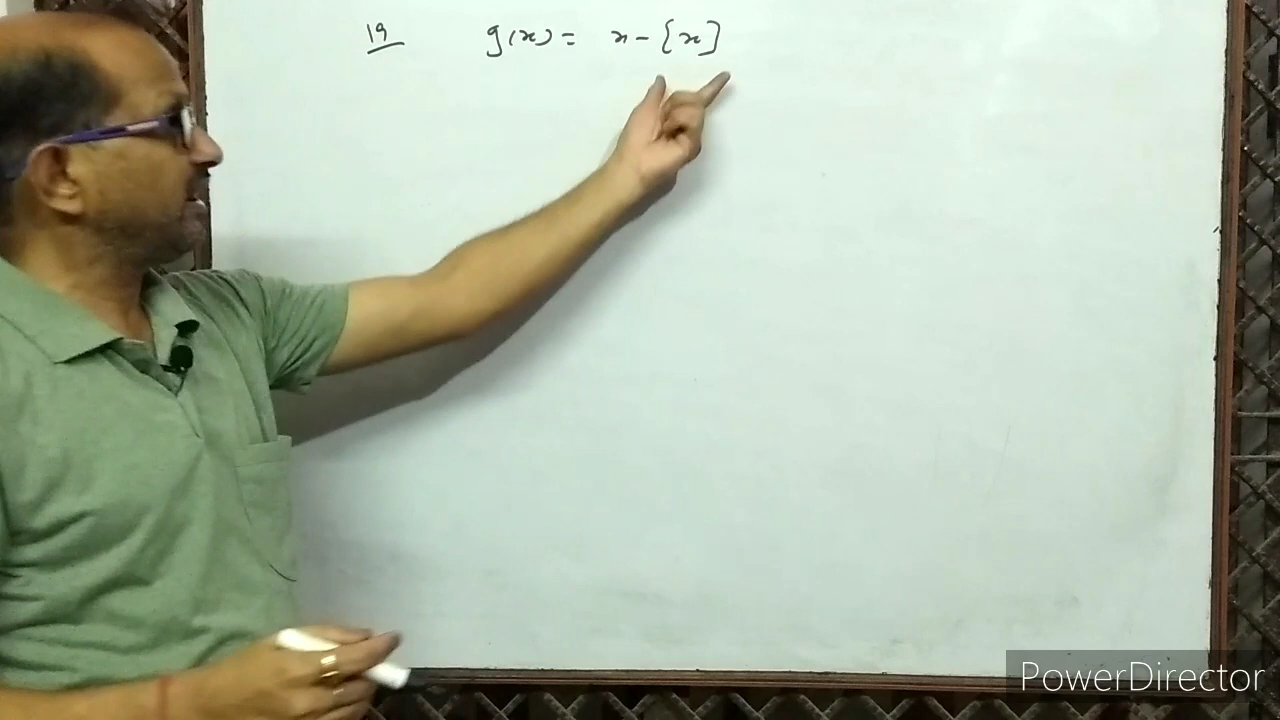 19 g(x) = x - [x]
PowerDirector